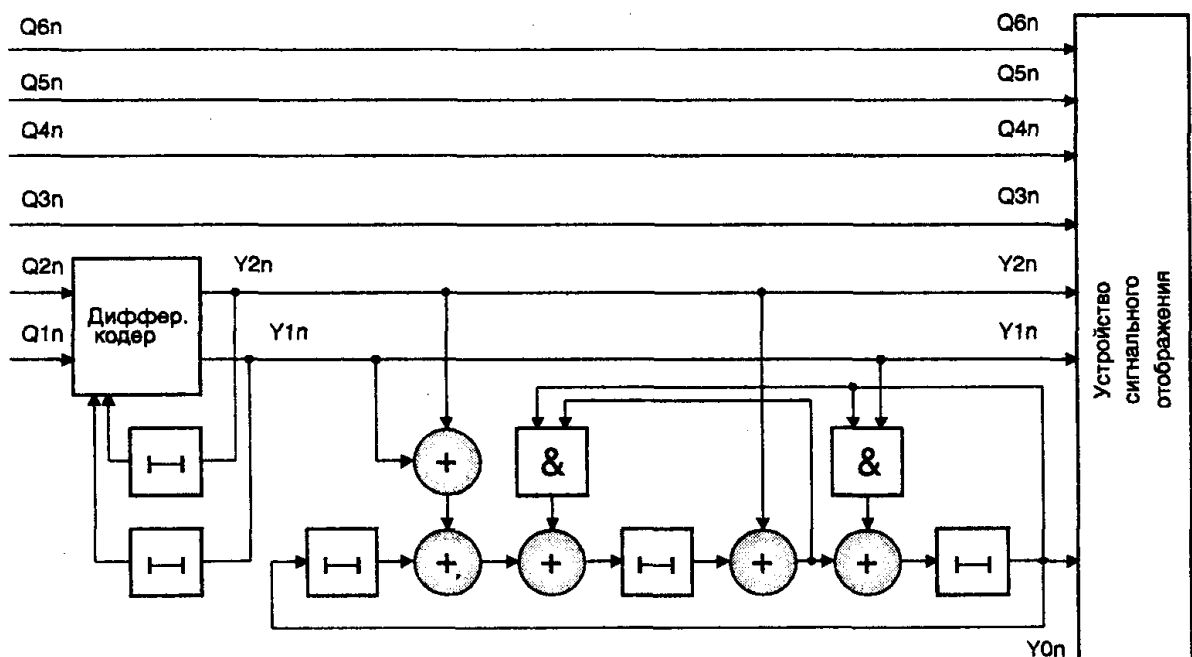 Q6n
Q6n
Q5n
Q5n
Q4n
Q4n
Q3n
Q3n
Q2n
Y2n
Y2n
Диффер.
кодер
Q1n
Y1n
Y1n
Устройство
сигнального
отображения
+
&
&
+
+
+
+
Y0n